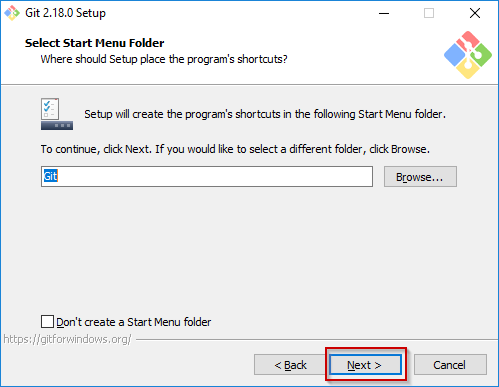 Git 2.18.0 Setup
Select Start Menu Folder
Where should Setup place the program's shortcuts?
Setup will create the program's shortcuts in the following Start Menu folder.
To continue, click Next. If you would like to select a different folder, click Browse.
Git
Browse...
Don't create a Start Menu folder
https://gitforwindows.org/
< Back
Next >
Cancel